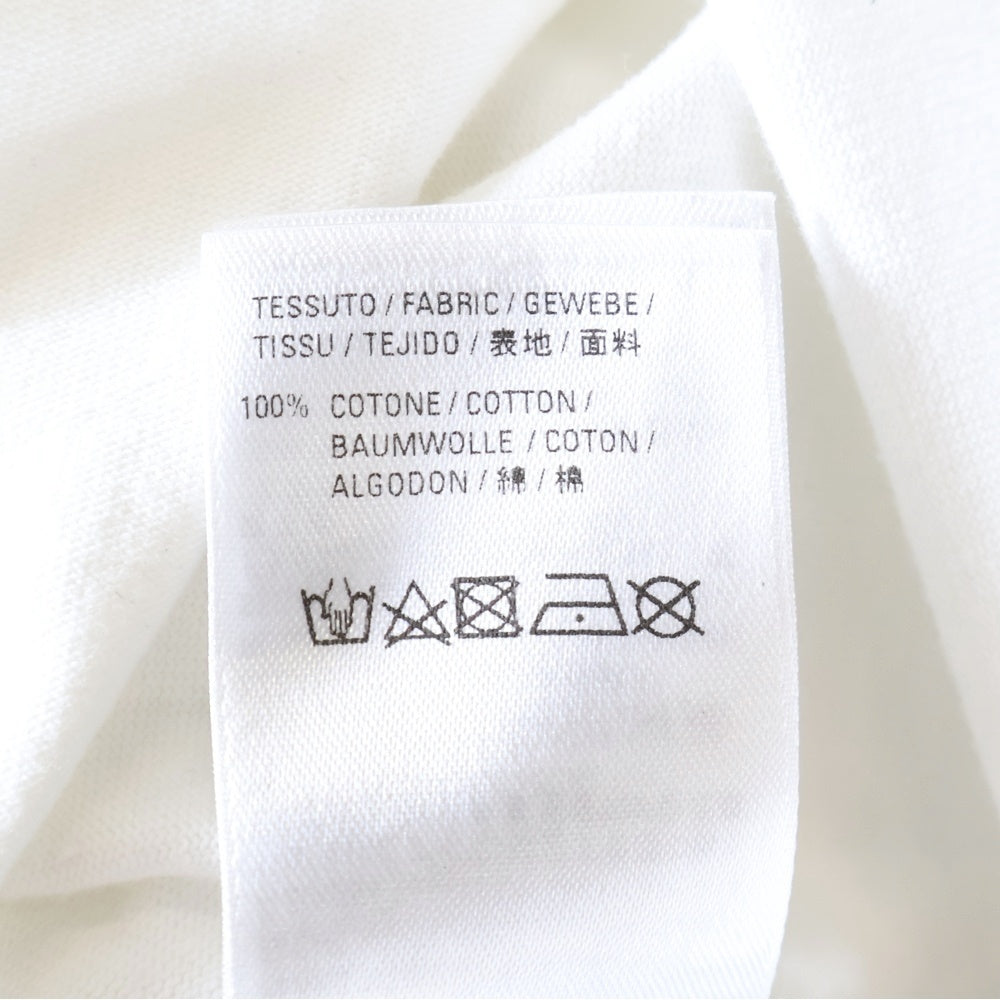 TESSUTO / FABRIC / GEWEBE /
TISSU / TEJIDO / 表地 / 面料
100% COTONE / COTTON /
BAUMWOLLE / COTON /
ALGODON / 綿 / 棉